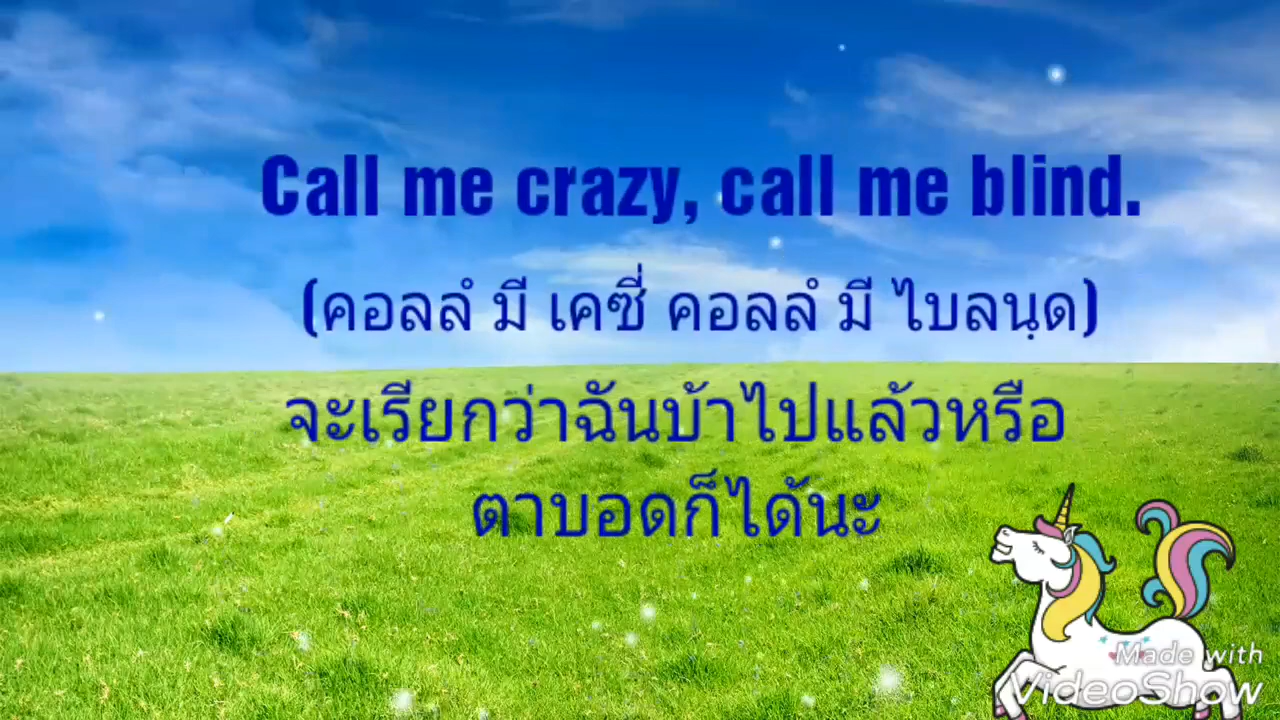 Call me crazy, call me blind.
(คอลลํ มี เคซี่ คอลลํ มี ไบลนฺด)
จะเรียกว่าฉันบ้าไปแล้วหรือ
ตาบอดก็ได้นะ
Made with
VideoShow